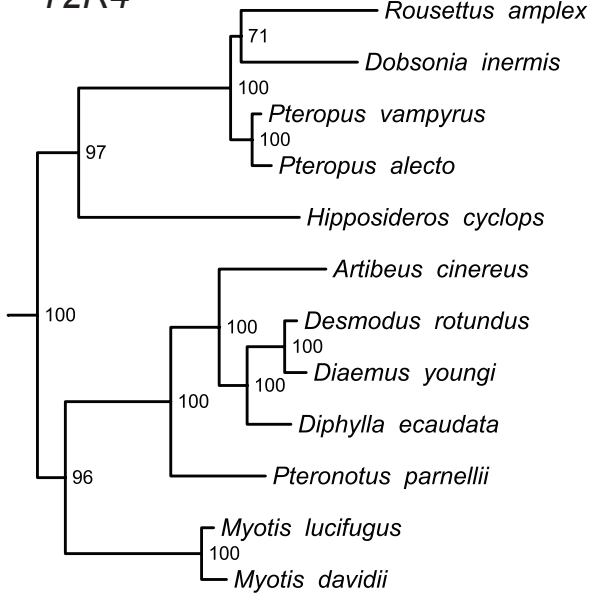 Rousettus amplex
71
Dobsonia inermis
100
Pteropus vampyrus
100
Pteropus alecto
97
Hipposideros cyclops
Artibeus cinereus
100
Desmodus rotundus
100
100
Diaemus youngi
100
100
Diphylla ecaudata
Pteronotus parnellii
96
Myotis lucifugus
100
Myotis davidii